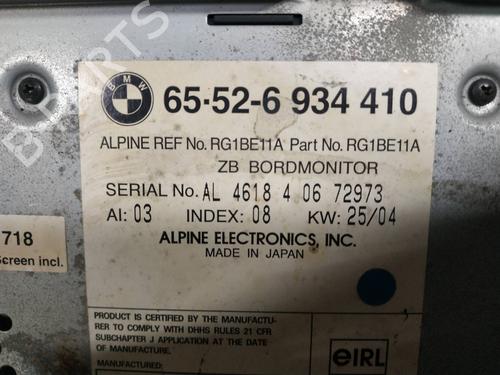 BMW
65·52-6 934 410
ALPINE REF No. RG1BE11A Part No. RG1BE11A
ZB BORDMONITOR
SERIAL No. AL 4618 4 06 72973
AI: 03 INDEX: 08 KW: 25/04
ALPINE ELECTRONICS, INC.
MADE IN JAPAN
718
Screen incl.
PRODUCT IS CERTIFIED BY THE MANUFACTU-
RER TO COMPLY WITH DHHS RULES 21 CFR
SUBCHAPTER J APPLICATION AT THE DATE OF
MANUFACTURE.
MANUFACTURED:
eIRL
PARTS